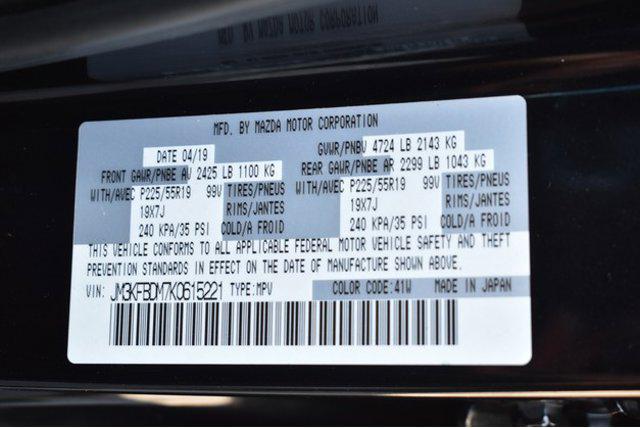 MFD. BY MAZDA MOTOR CORPORATION
DATE 04/19 GVWR/PNBV 4724 LB 2143 KG
FRONT GAWR/PNBE AV 2425 LB 1100 KG REAR GAWR/PNBE AR 2299 LB 1043 KG
WITH/AVEC P225/55R19 99V TIRES/PNEUS WITH/AVEC P225/55R19 99V TIRES/PNEUS
19X7J RIMS/JANTES 19X7J RIMS/JANTES
240 KPA/35 PSI COLD/A FROID 240 KPA/35 PSI COLD/A FROID
THIS VEHICLE CONFORMS TO ALL APPLICABLE FEDERAL MOTOR VEHICLE SAFETY AND THEFT
PREVENTION STANDARDS IN EFFECT ON THE DATE OF MANUFACTURE SHOWN ABOVE.
VIN: JM3KFBDM7K0615221 TYPE:MPV COLOR CODE:41W MADE IN JAPAN